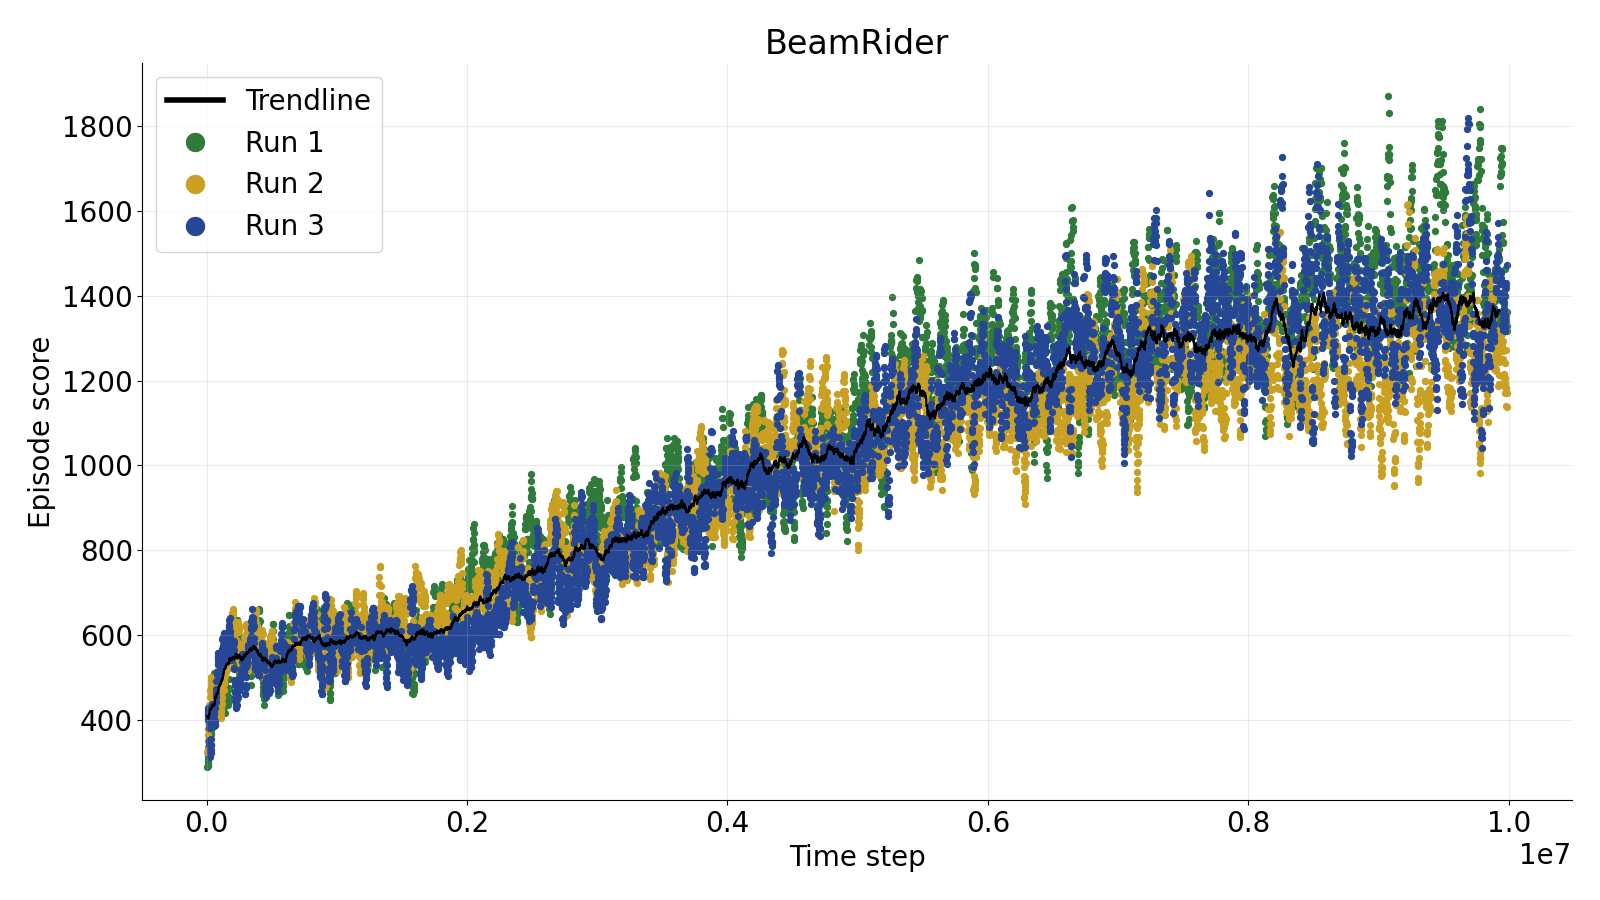 BeamRider
Trendline
Run 1
Run 2
Run 3
Episode score
1800
1600
1400
1200
1000
800
600
400
0.0 0.2 0.4 0.6 0.8 1.0
Time step
1e7